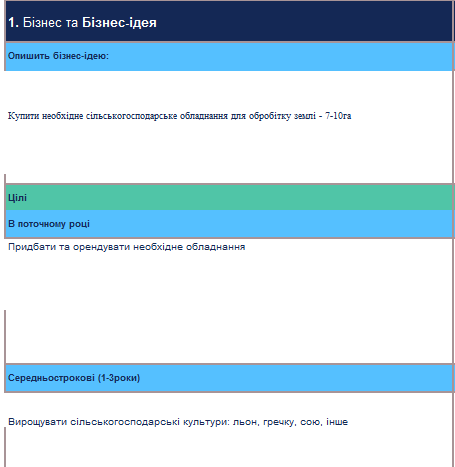 1. Бізнес та Бізнес-ідея
Опишить бізнес-ідею:
Купити необхідне сільськогосподарське обладнання для обробітку землі - 7-10га
Цілі
В поточному році
Придбати та орендувати необхідне обладнання
Середньострокові (1-3роки)
Вирощувати сільськогосподарські культури: льон, гречку, сою, інше